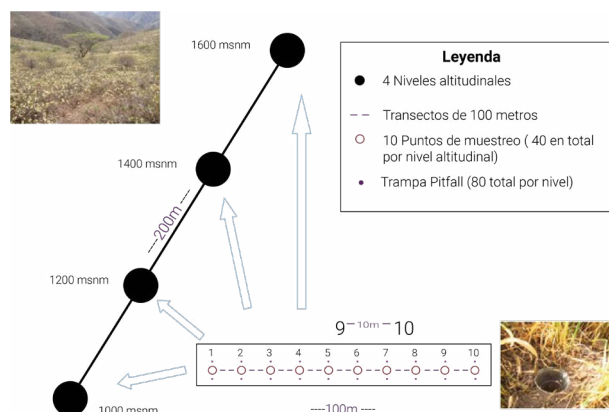 1600 msnm
Leyenda
4 Niveles altitudinales
Transectos de 100 metros
10 Puntos de muestreo ( 40 en total
por nivel altitudinal)
Trampa Pitfall (80 total por nivel)
1400 msnm
----200m----
1200 msnm
9--10m--10
1 2 3 4 5 6 7 8 9 10
1000 msnm
----100m ----